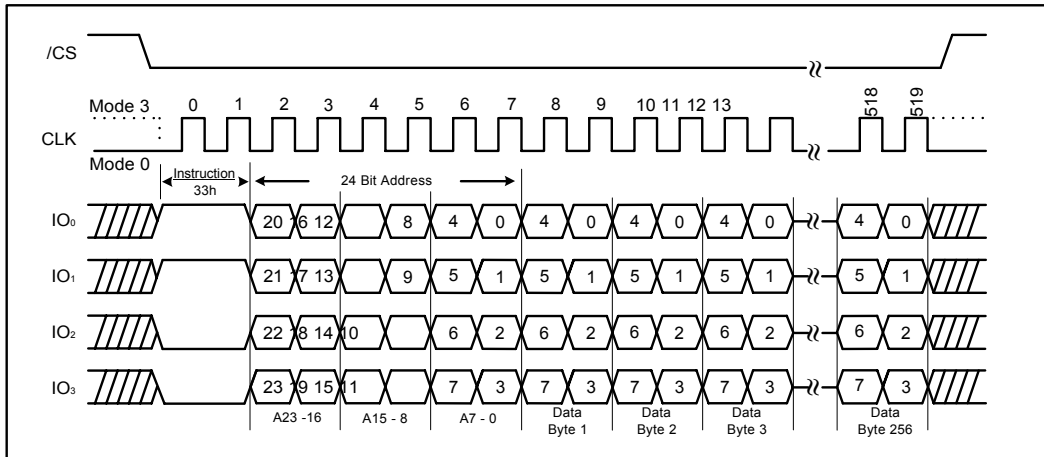 /CS
Mode 3
0 1 2 3 4 5 6 7 8 9 10 11 12 13 518 519
CLK
Mode 0
Instruction
33h
24 Bit Address
IO0 20 16 12 8 4 0 4 0 4 0 4 0 4 0
IO1 21 17 13 9 5 1 5 1 5 1 5 1 5 1
IO2 22 18 14 10 6 2 6 2 6 2 6 2 6 2
IO3 23 19 15 11 7 3 7 3 7 3 7 3 7 3
A23 -16 A15 - 8 A7 - 0 Data Byte 1 Data Byte 2 Data Byte 3 Data Byte 256